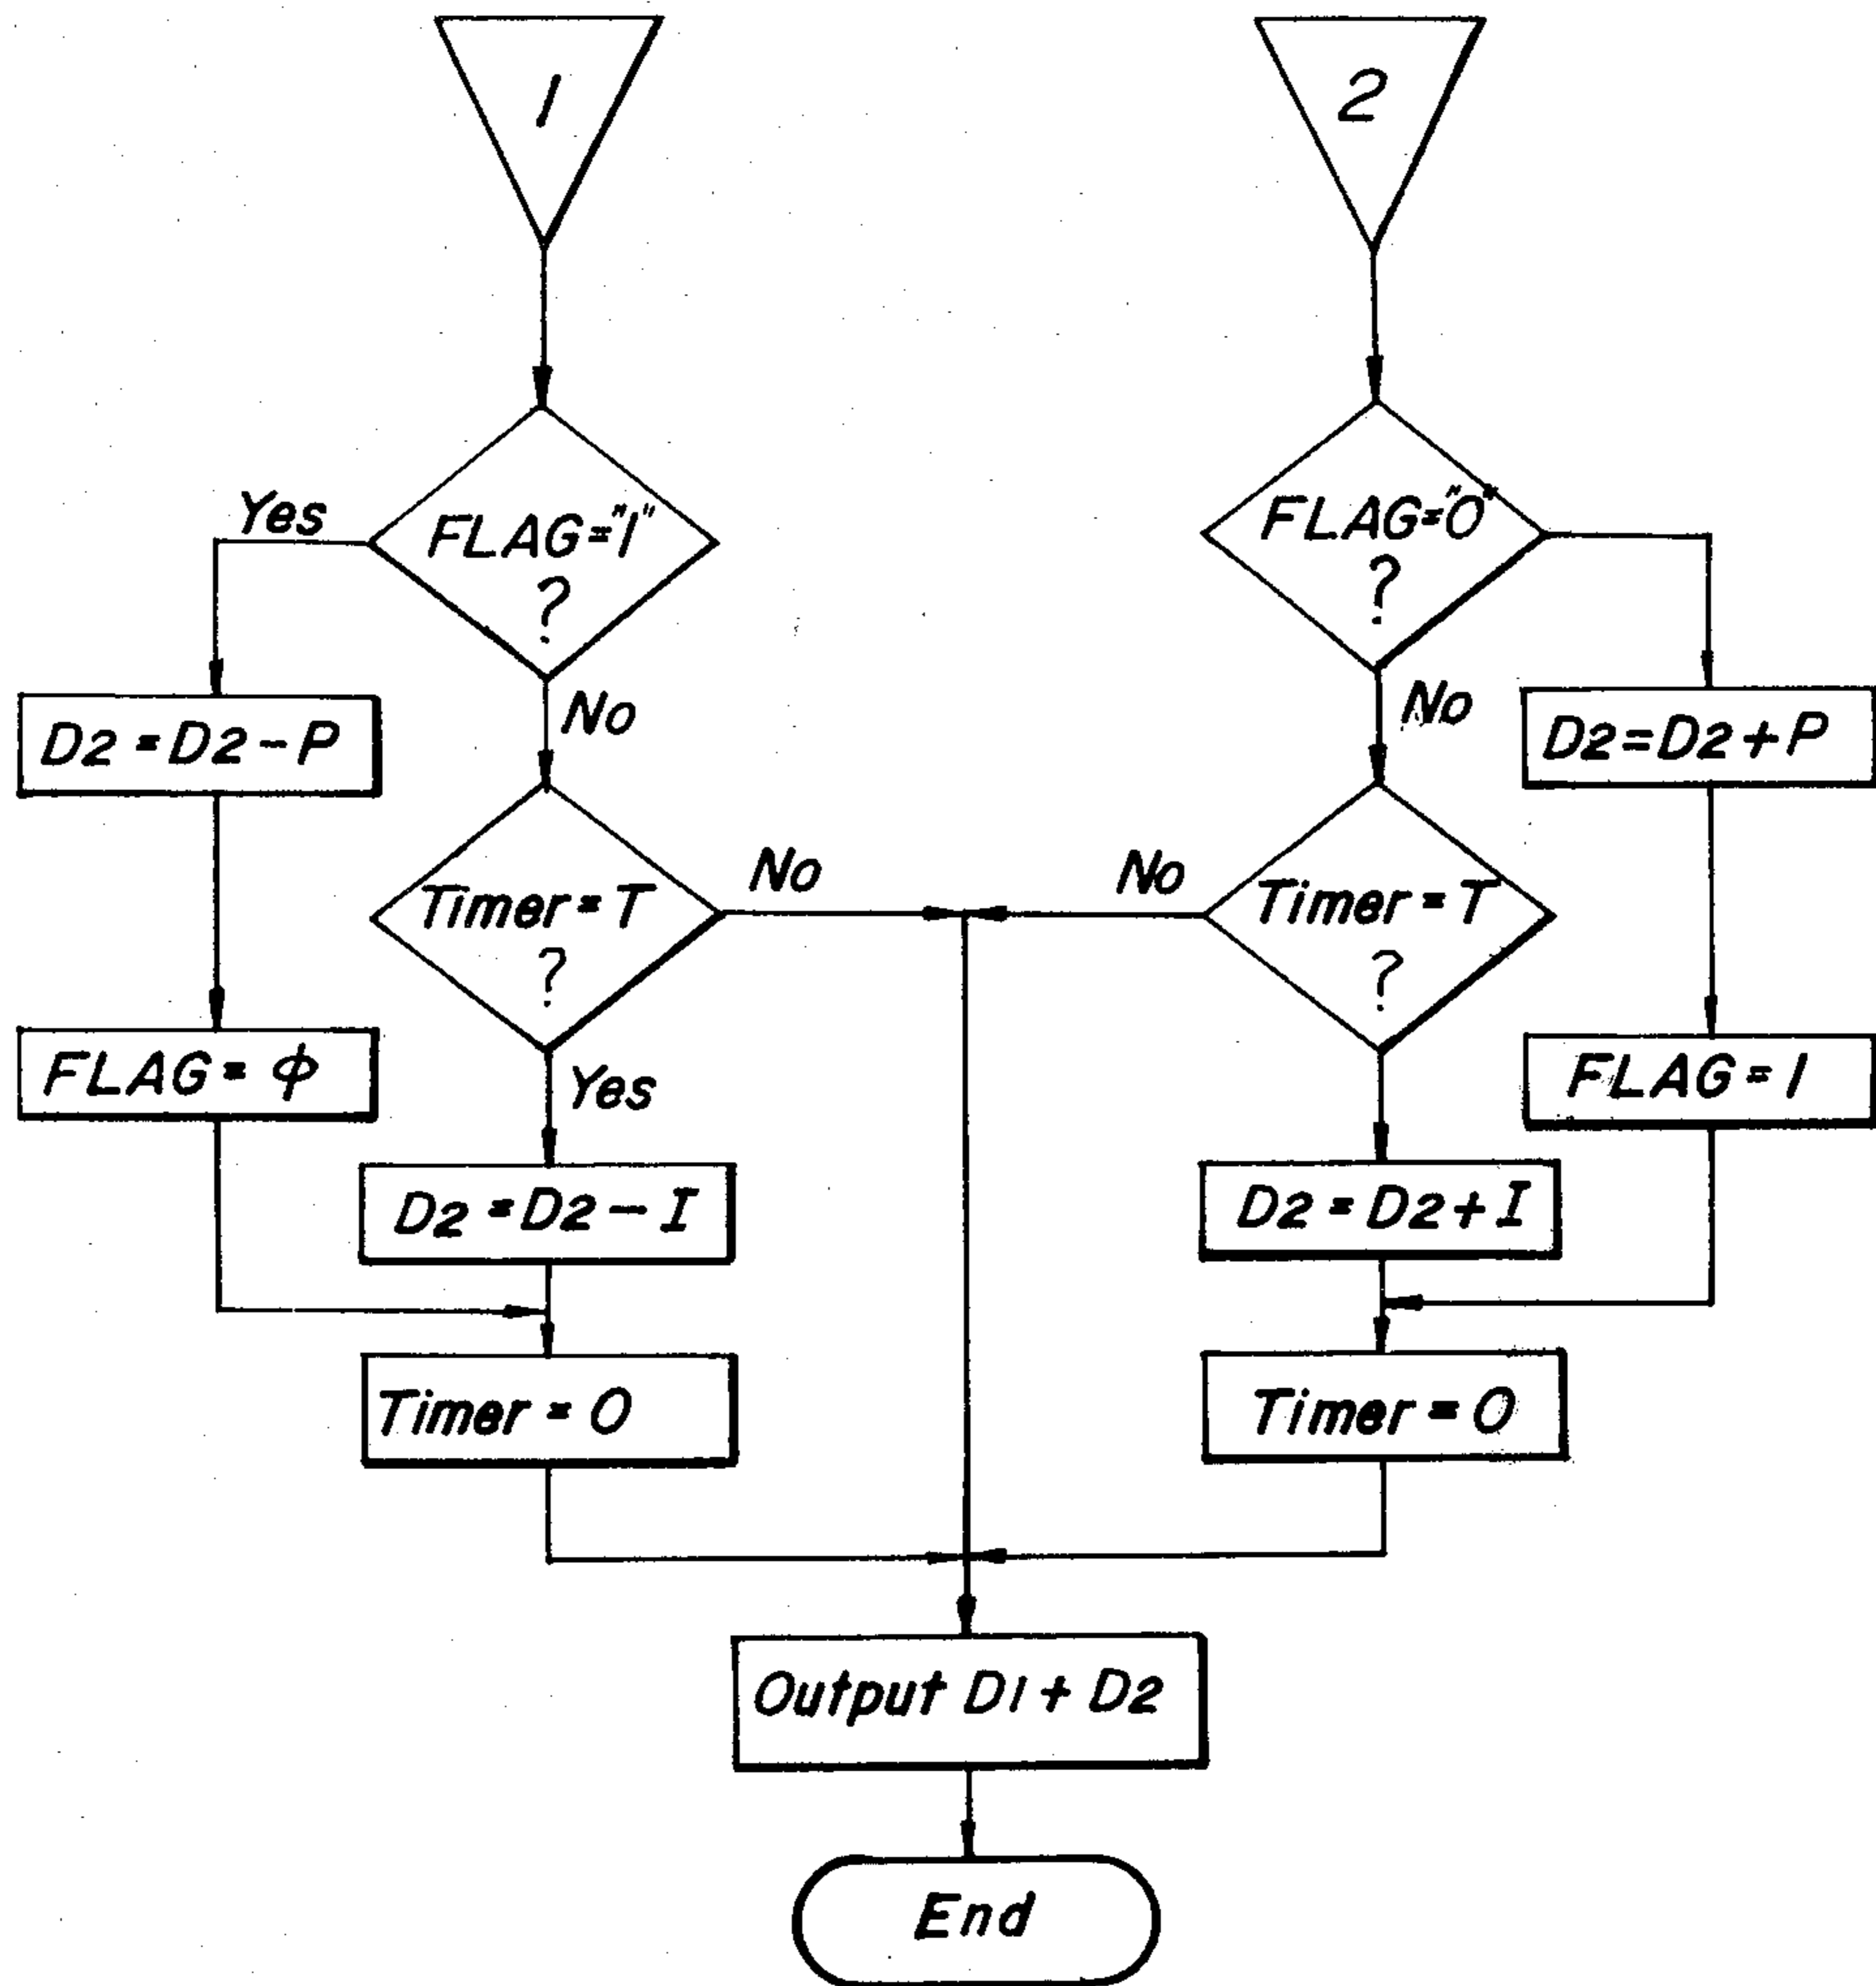 1
2
Yes
FLAG="1"
?
FLAG="0"
?
No
No
D2=D2-P
D2=D2+P
No
No
Timer=T
?
Timer=T
?
FLAG=ϕ
Yes
FLAG=1
D2=D2-I
D2=D2+I
Timer=0
Timer=0
Output D1+D2
End